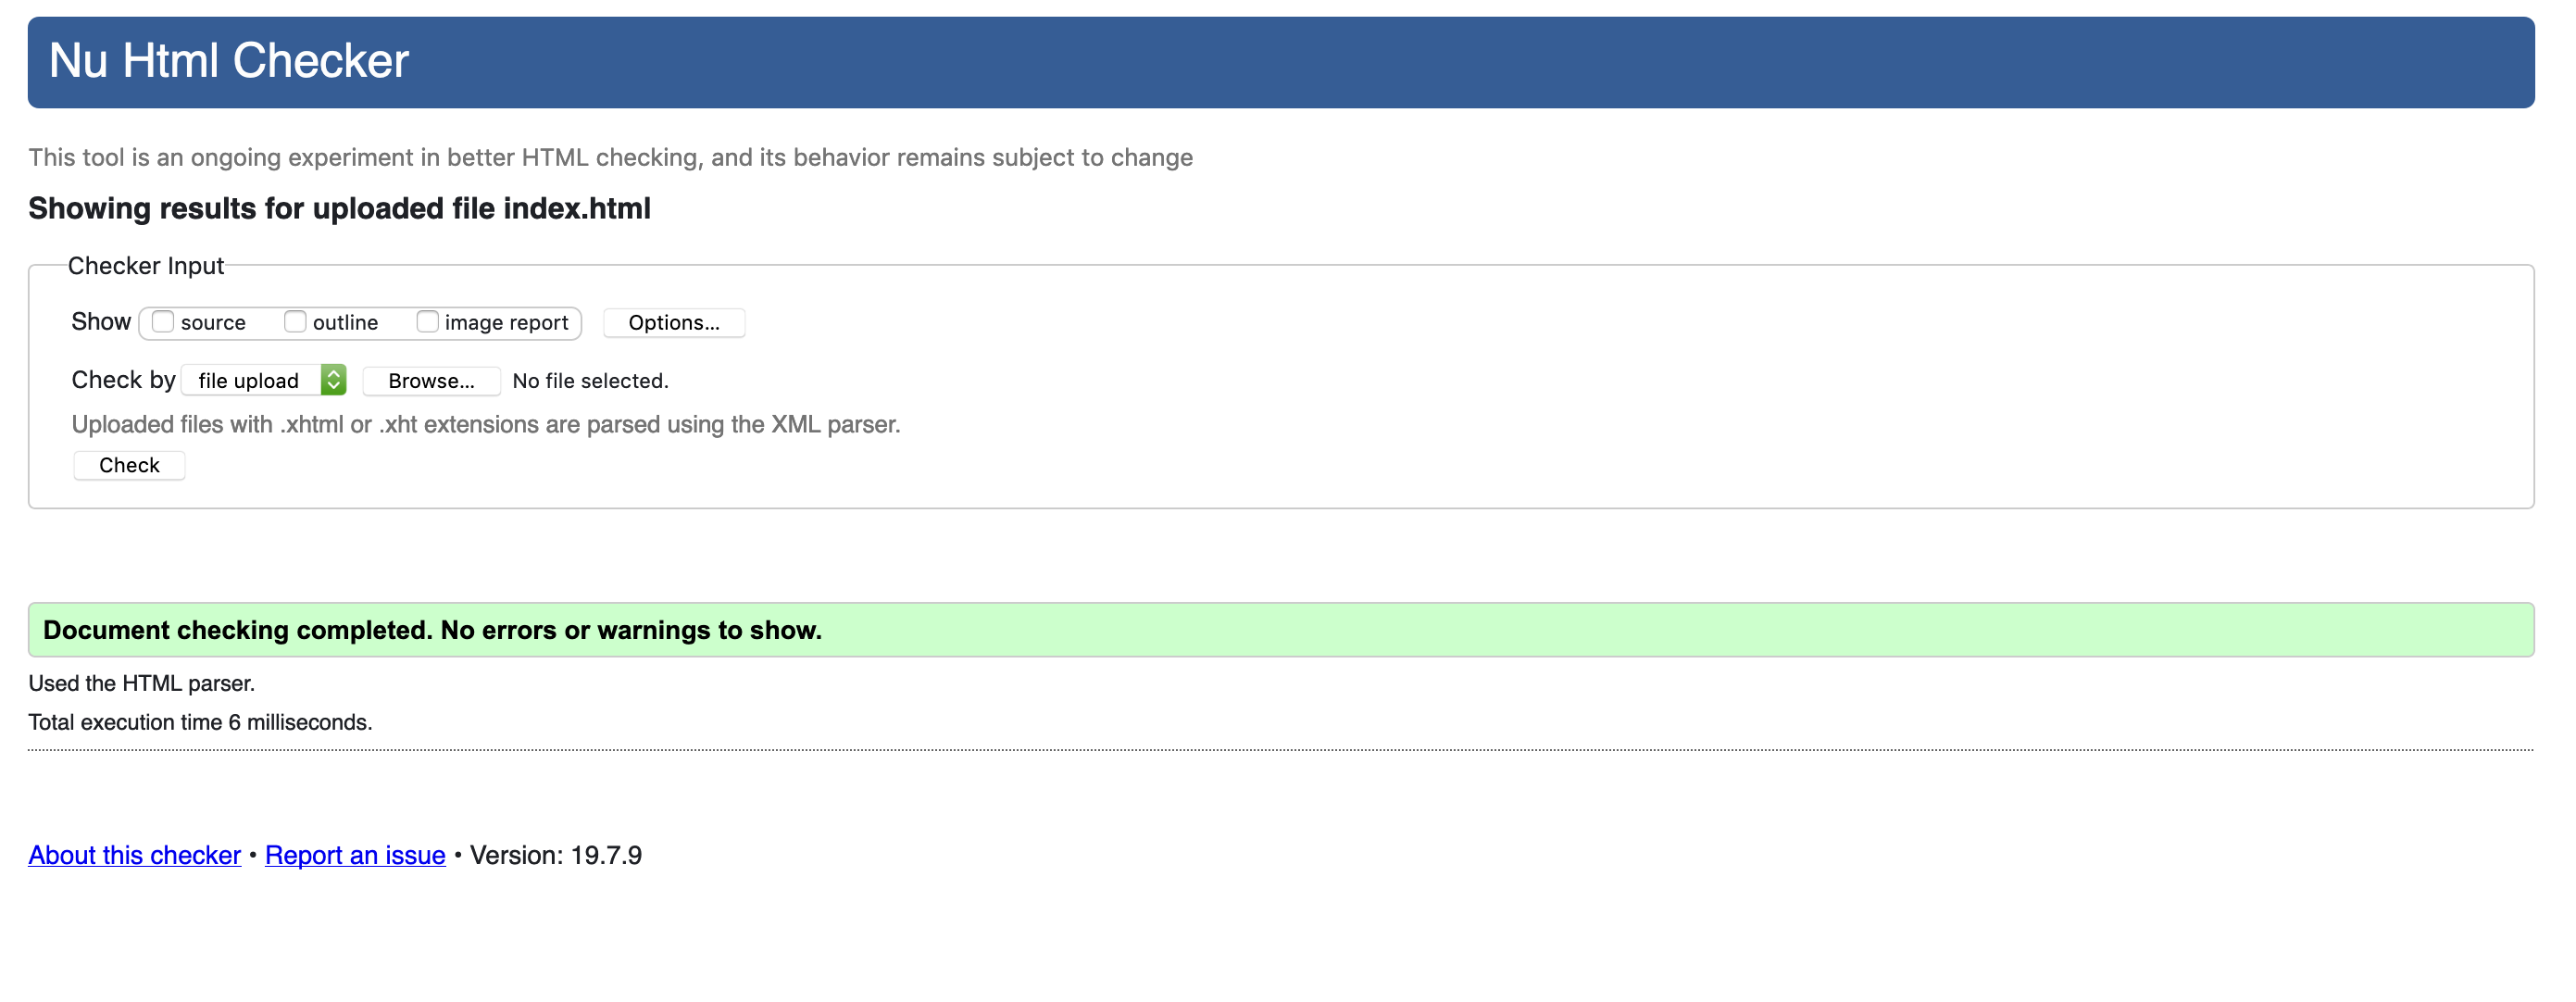 Nu Html Checker
This tool is an ongoing experiment in better HTML checking, and its behavior remains subject to change
Showing results for uploaded file index.html
Checker Input
Show source outline image report Options...
Check by file upload Browse... No file selected.
Uploaded files with .xhtml or .xht extensions are parsed using the XML parser.
Check
Document checking completed. No errors or warnings to show.
Used the HTML parser.
Total execution time 6 milliseconds.
About this checker • Report an issue • Version: 19.7.9